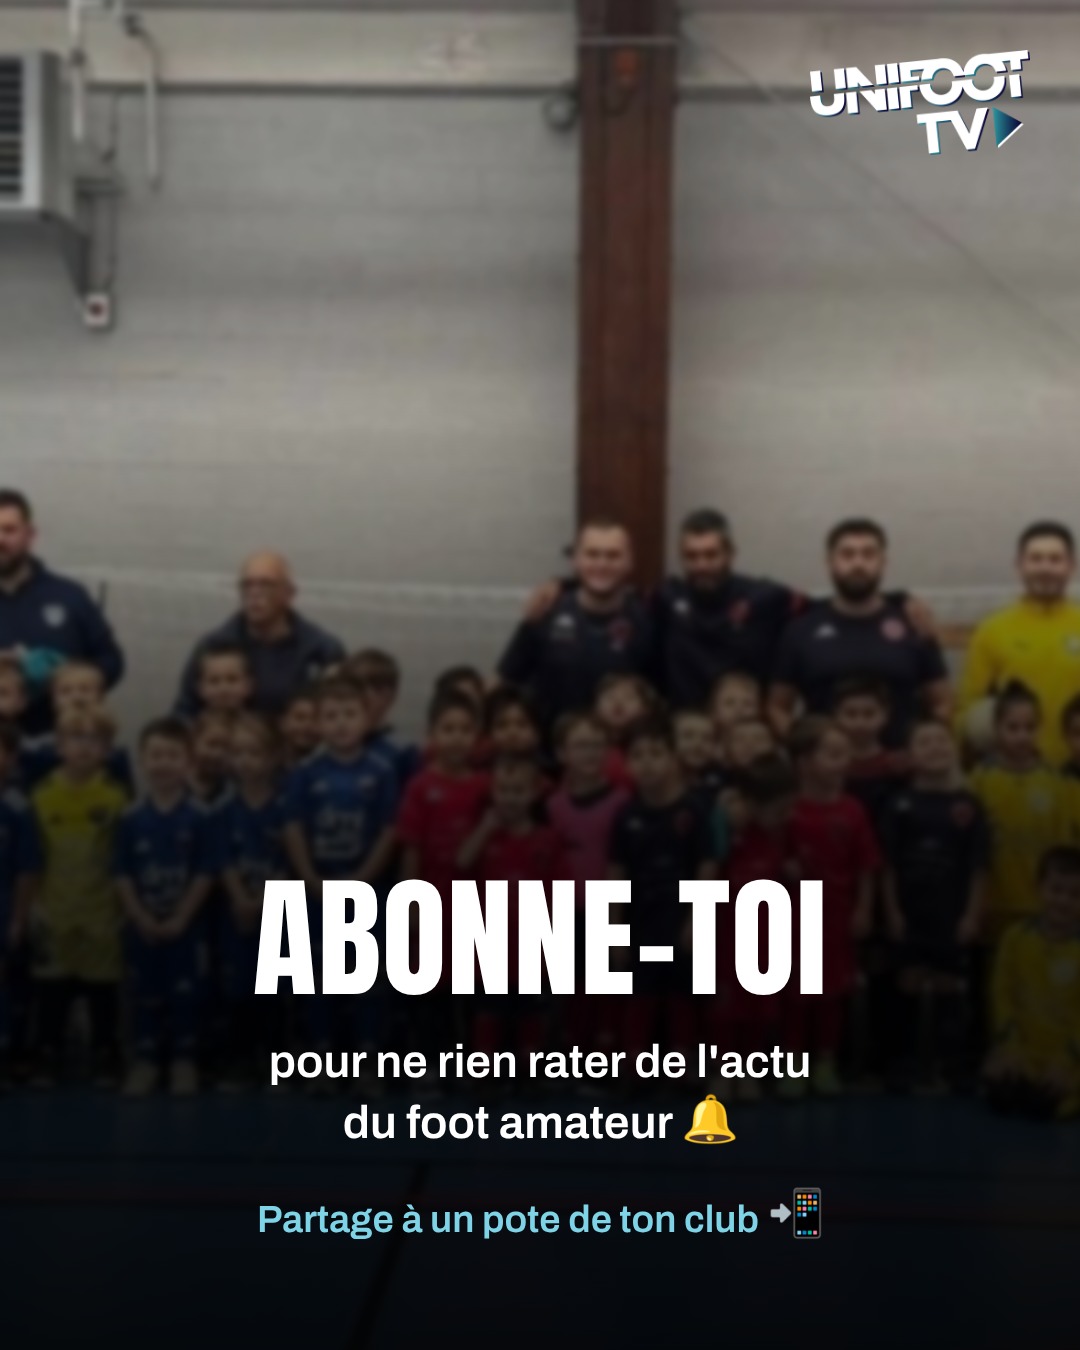 UNIFOOT
TV
ABONNE-TOI
pour ne rien rater de l'actu
du foot amateur 🔔
Partage à un pote de ton club 📲